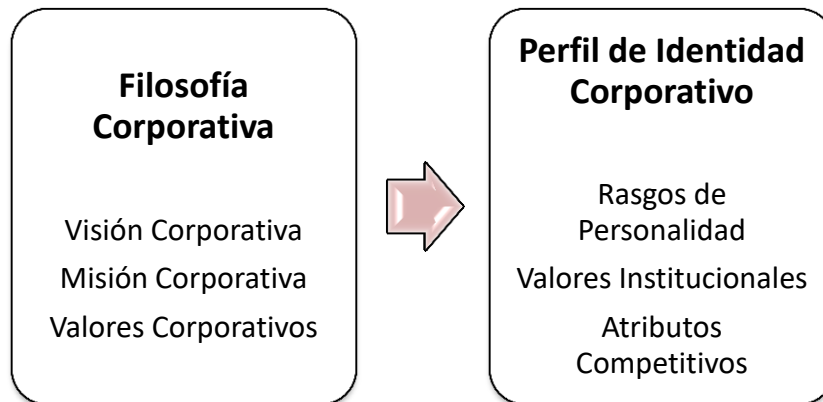 Filosofía
Corporativa
Visión Corporativa
Misión Corporativa
Valores Corporativos
Perfil de Identidad
Corporativo
Rasgos de
Personalidad
Valores Institucionales
Atributos
Competitivos